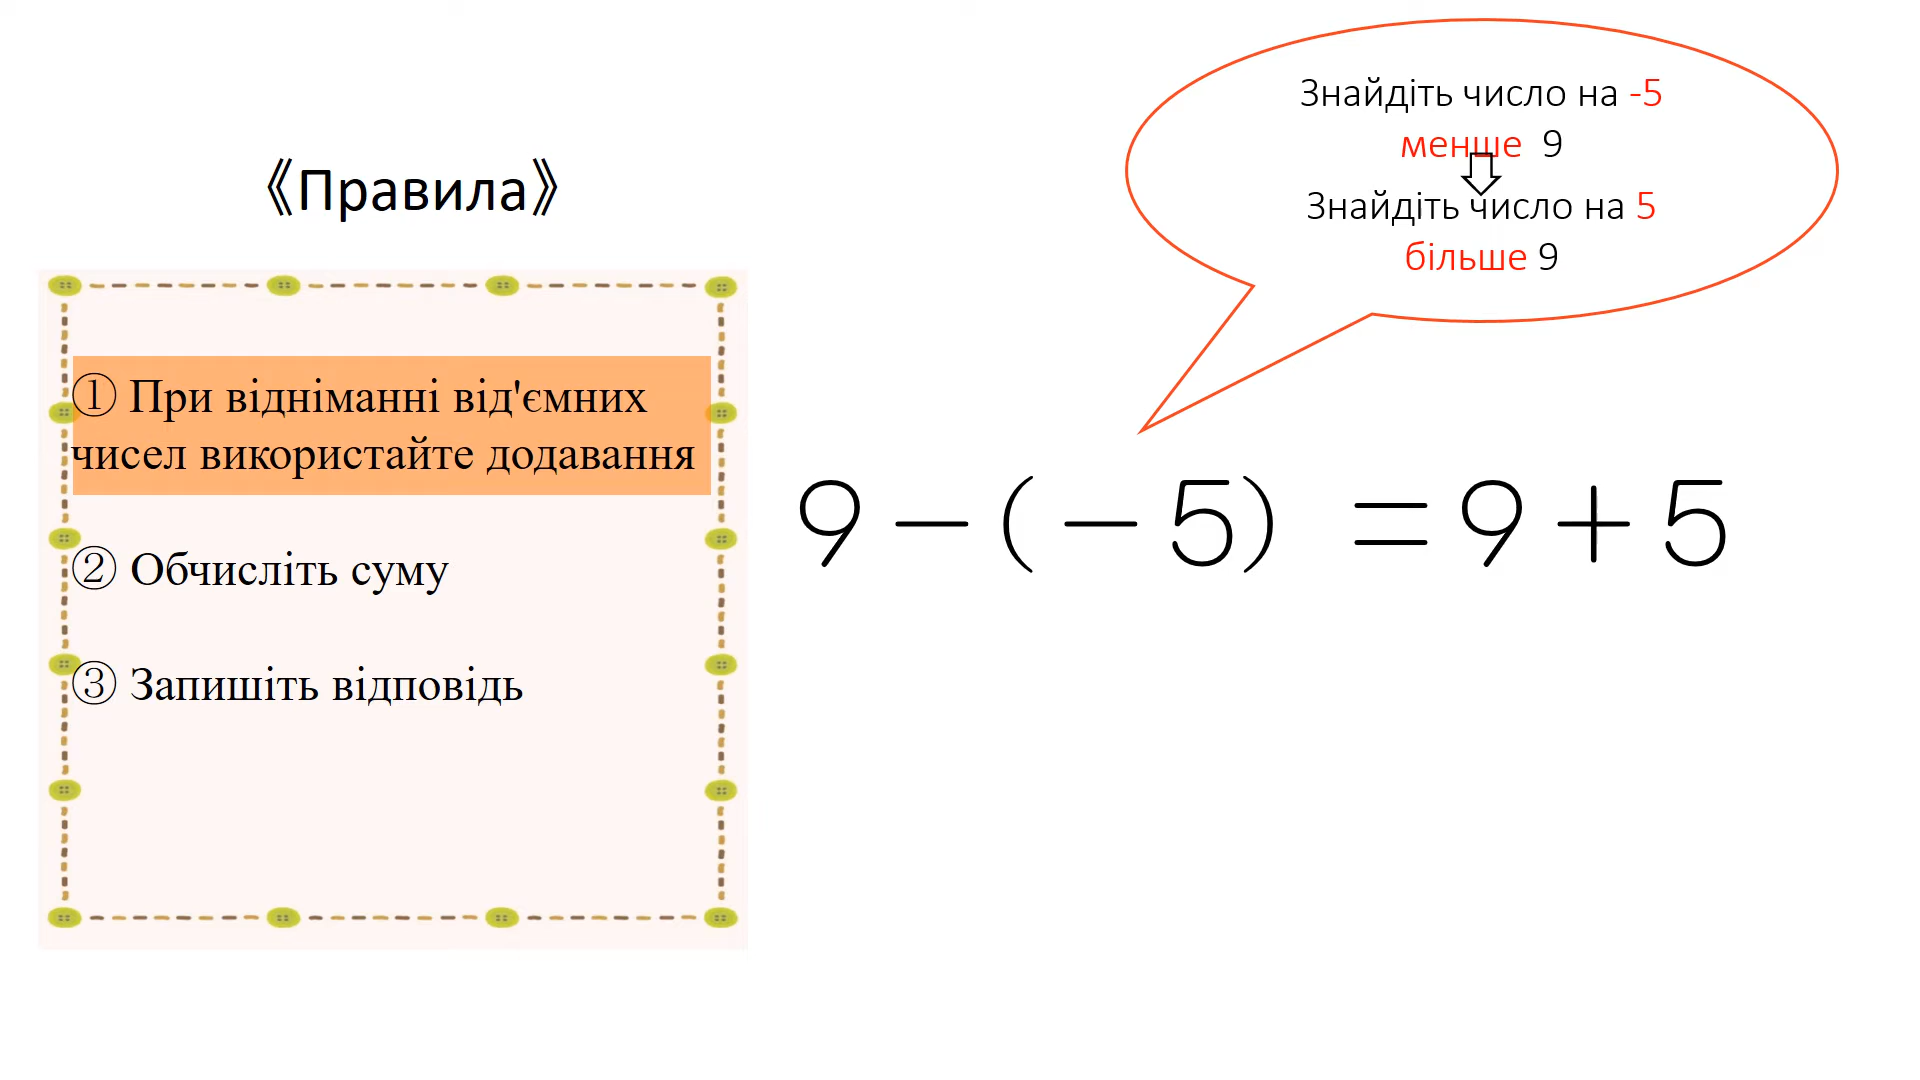 《Правила》
① При відніманні від'ємних
чисел використайте додавання
② Обчисліть суму
③ Запишіть відповідь
Знайдіть число на -5
менше 9
Знайдіть число на 5
більше 9
9 − ( − 5) = 9 + 5